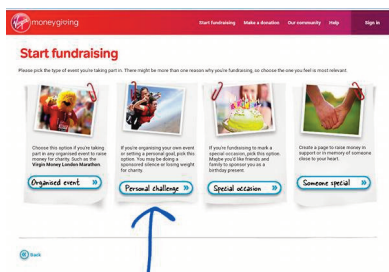 Virgin moneygiving
Start fundraising Make a donation Our community Help Sign in
Start fundraising
Please pick the type of event you're taking part in. There might be more than one reason why you're fundraising, so choose the one you feel is most relevant
Choose this option if you're taking
part in any organised event to raise
money for charity. Such as the
Virgin Money London Marathon.
Organised event »
If you're organising your own event
or setting a personal goal, pick this
option. You may be doing a
sponsored silence or losing weight
for charity.
Personal challenge »
If you're fundraising to mark a
special occasion, pick this option.
Maybe you'd like friends and
family to sponsor you as a
birthday present.
Special occasion »
Create a page to raise money in
support or in memory of someone
close to your heart.
Someone special »
Back